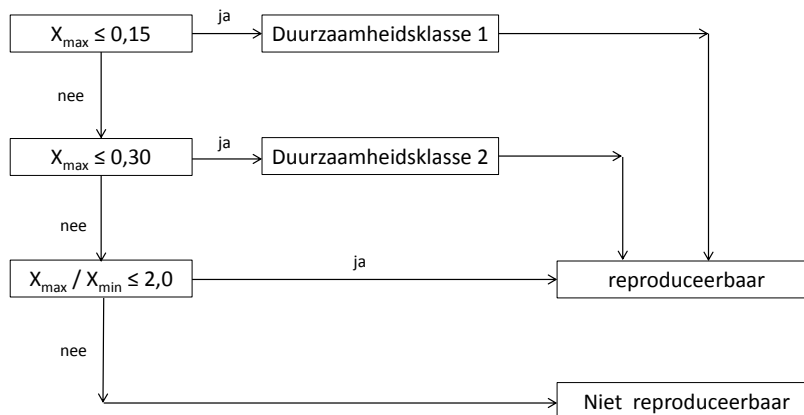 Xmax ≤ 0,15
ja
Duurzaamheidsklasse 1
nee
Xmax ≤ 0,30
ja
Duurzaamheidsklasse 2
nee
Xmax / Xmin ≤ 2,0
ja
reproduceerbaar
nee
Niet reproduceerbaar